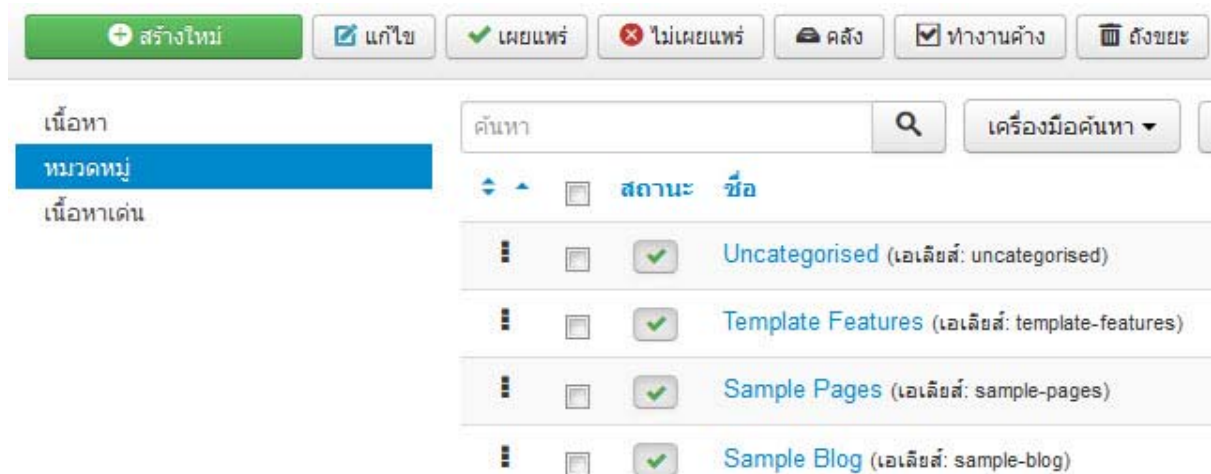 สร้างใหม่ แก้ไข เผยแพร่ ไม่เผยแพร่ คลัง ทำงานค้าง ถังขยะ
เนื้อหา
หมวดหมู่
เนื้อหาเด่น
ค้นหา เครื่องมือค้นหา
สถานะ ชื่อ
Uncategorised (เอเลียส์: uncategorised)
Template Features (เอเลียส์: template-features)
Sample Pages (เอเลียส์: sample-pages)
Sample Blog (เอเลียส์: sample-blog)